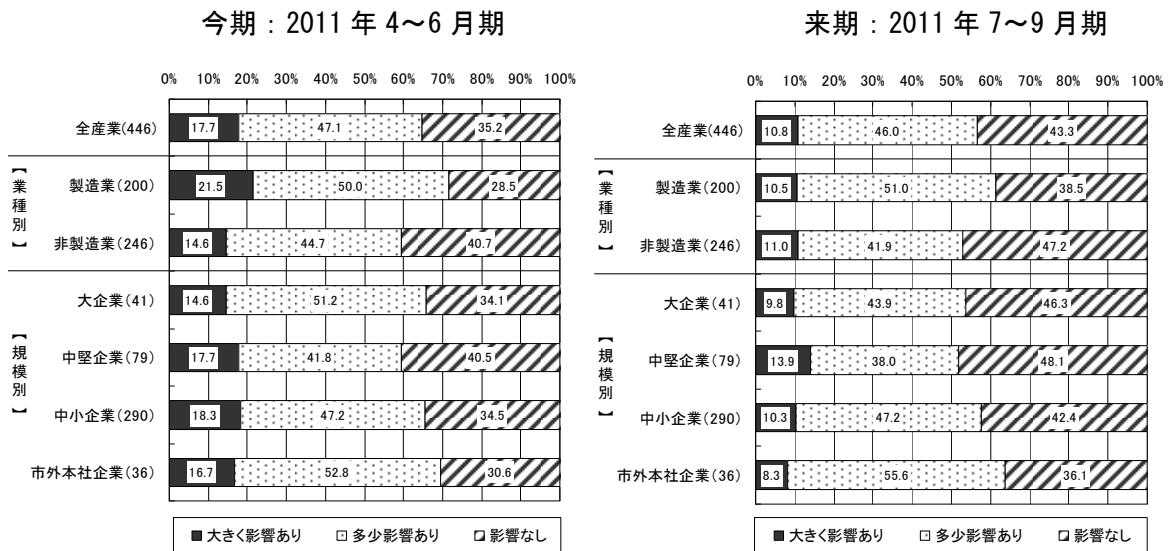 今期：2011 年 4～6 月期
0% 10% 20% 30% 40% 50% 60% 70% 80% 90% 100%
全産業(446) 17.7 47.1 35.2
【業種別】
製造業(200) 21.5 50.0 28.5
非製造業(246) 14.6 44.7 40.7
【規模別】
大企業(41) 14.6 51.2 34.1
中堅企業(79) 17.7 41.8 40.5
中小企業(290) 18.3 47.2 34.5
市外本社企業(36) 16.7 52.8 30.6
大きく影響あり 多少影響あり 影響なし
来期：2011 年 7～9 月期
0% 10% 20% 30% 40% 50% 60% 70% 80% 90% 100%
全産業(446) 10.8 46.0 43.3
【業種別】
製造業(200) 10.5 51.0 38.5
非製造業(246) 11.0 41.9 47.2
【規模別】
大企業(41) 9.8 43.9 46.3
中堅企業(79) 13.9 38.0 48.1
中小企業(290) 10.3 47.2 42.4
市外本社企業(36) 8.3 55.6 36.1
大きく影響あり 多少影響あり 影響なし